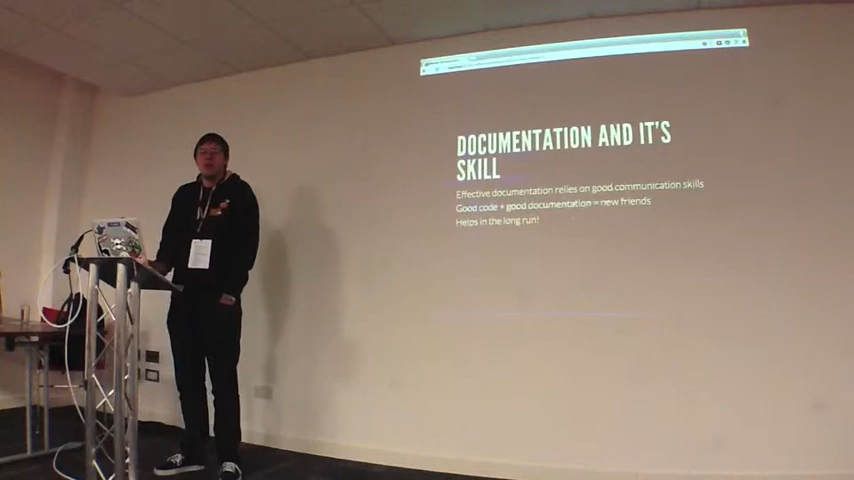 DOCUMENTATION AND IT'S
SKILL
Effective documentation relies on good communication skills
Good code + good documentation = new friends
Helps in the long run!